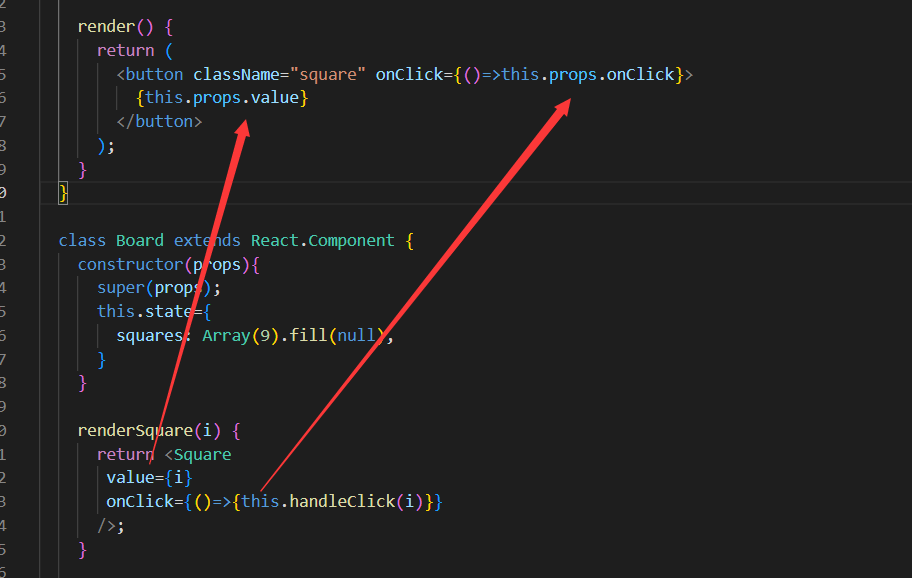 2
3 render() {
4 return (
5 <button className="square" onClick={()=>this.props.onClick}>
6 {this.props.value}
7 </button>
8 );
9 }
0 }
1
2 class Board extends React.Component {
3 constructor(props){
4 super(props);
5 this.state={
6 squares: Array(9).fill(null),
7 }
8 }
9
0 renderSquare(i) {
1 return <Square
2 value={i}
3 onClick={()=>{this.handleClick(i)}}
4 />;
5 }
6